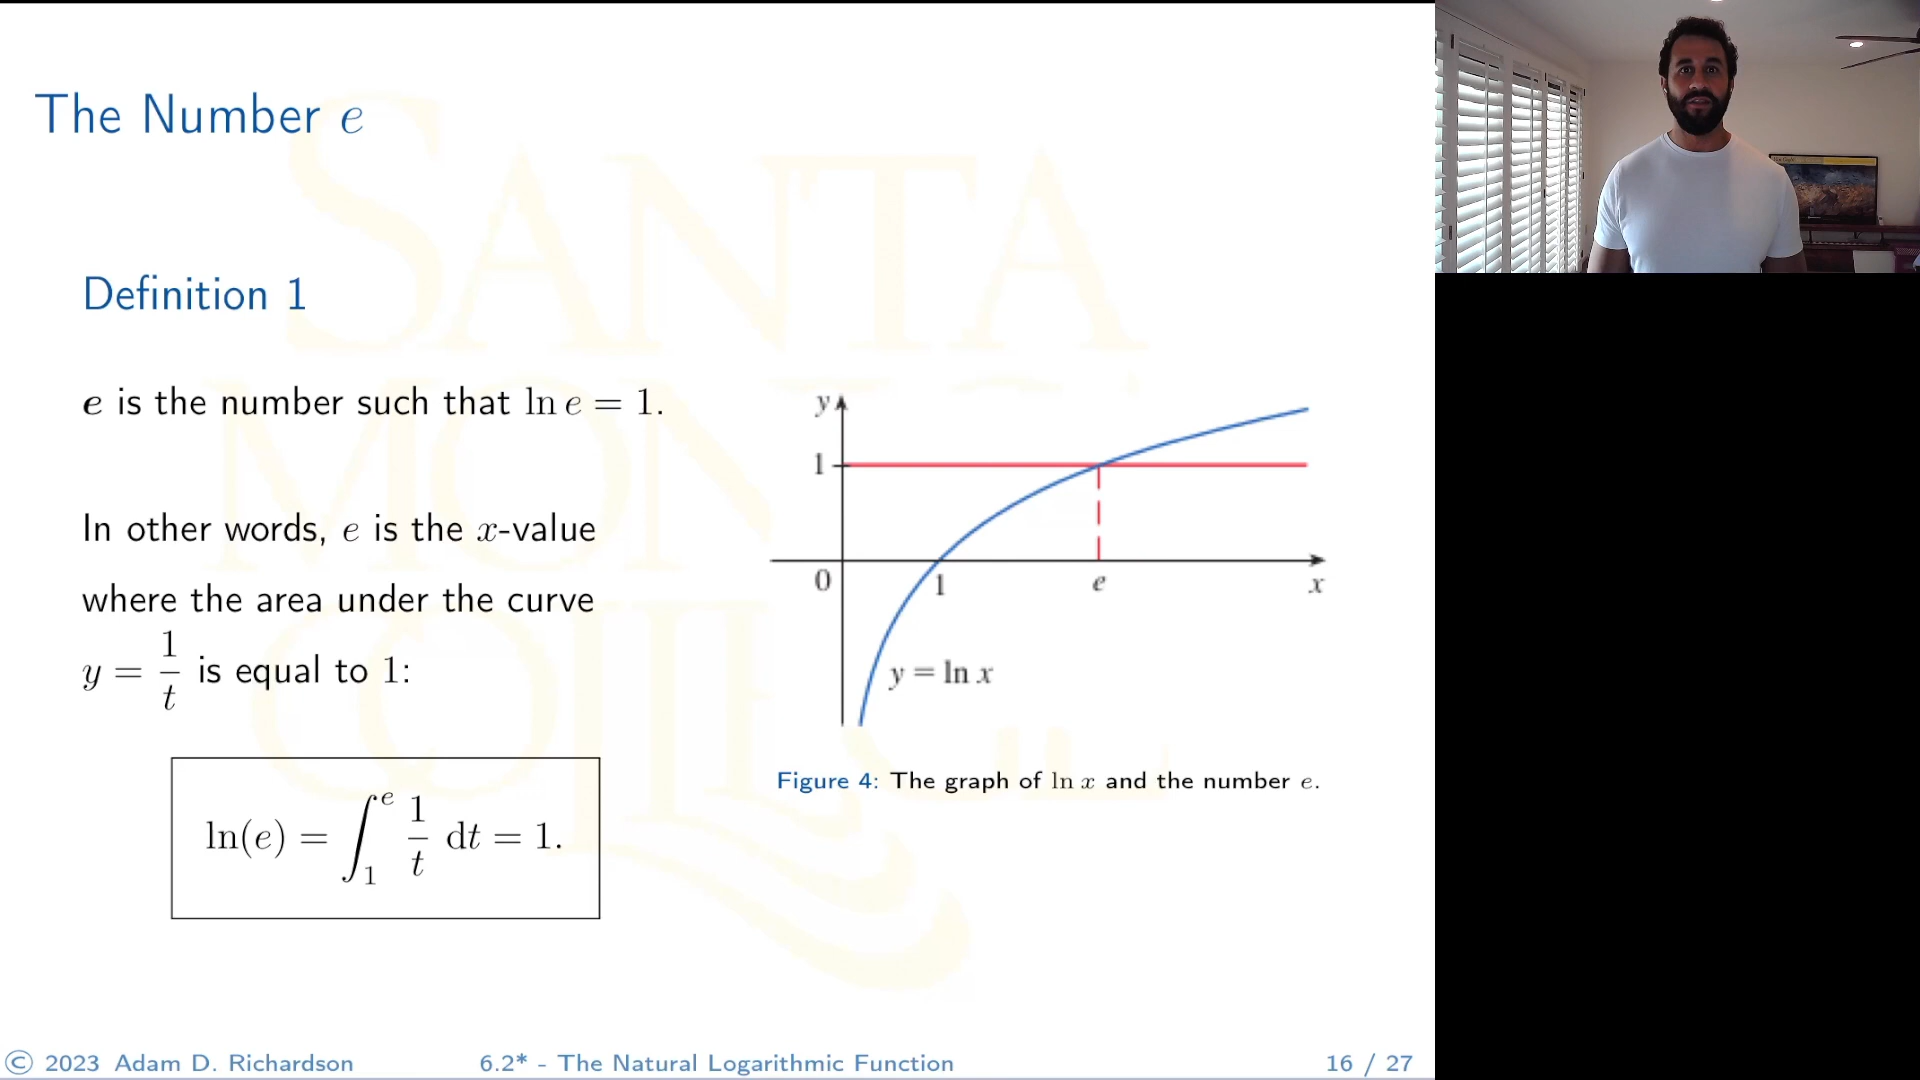 The Number e
Definition 1
e is the number such that ln e = 1.
In other words, e is the x-value
where the area under the curve
y = 1/t is equal to 1:
ln(e) = ∫₁ᵉ 1/t dt = 1.
y
1
0
1
e
x
y = ln x
Figure 4: The graph of ln x and the number e.
SANTA
MONICA
COLLEGE
© 2023 Adam D. Richardson
6.2* - The Natural Logarithmic Function
16 / 27